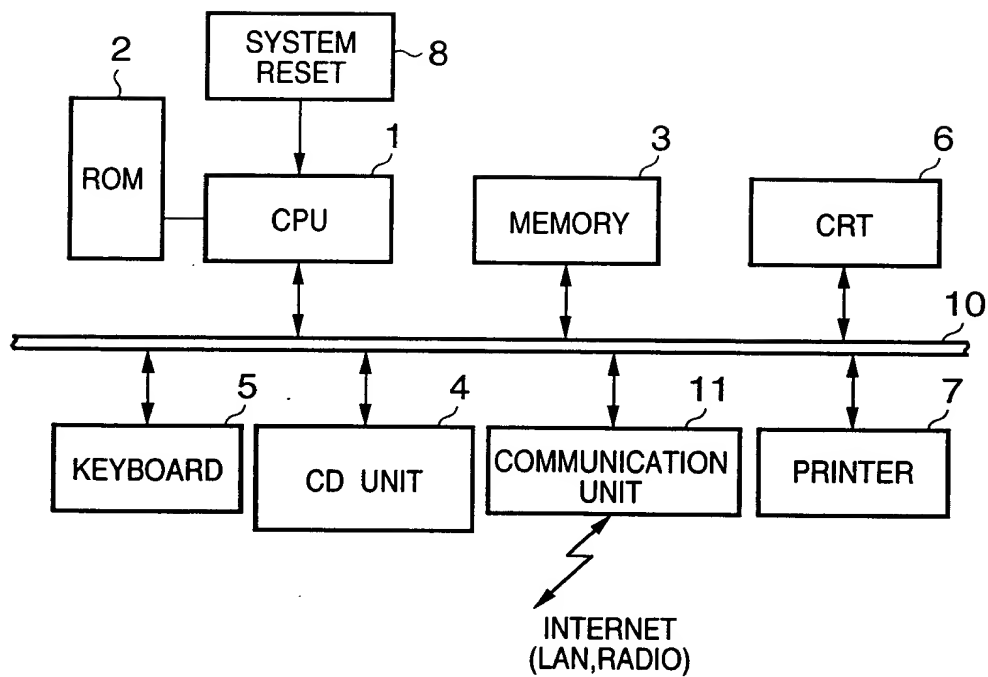 SYSTEM
RESET
8
2
ROM
1
CPU
3
MEMORY
6
CRT
10
5
KEYBOARD
4
CD UNIT
11
COMMUNICATION
UNIT
7
PRINTER
INTERNET
(LAN,RADIO)